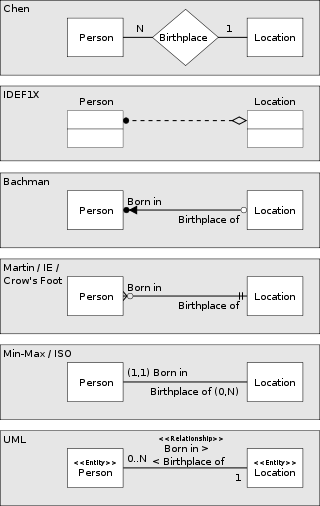 Chen
Person
N
Birthplace
1
Location
IDEF1X
Person
Location
Bachman
Person
Born in
Birthplace of
Location
Martin / IE /
Crow's Foot
Person
Born in
Birthplace of
Location
Min-Max / ISO
Person
(1,1) Born in
Birthplace of (0,N)
Location
UML
<<Entity>>
Person
0..N
<<Relationship>>
Born in >
< Birthplace of
1
<<Entity>>
Location